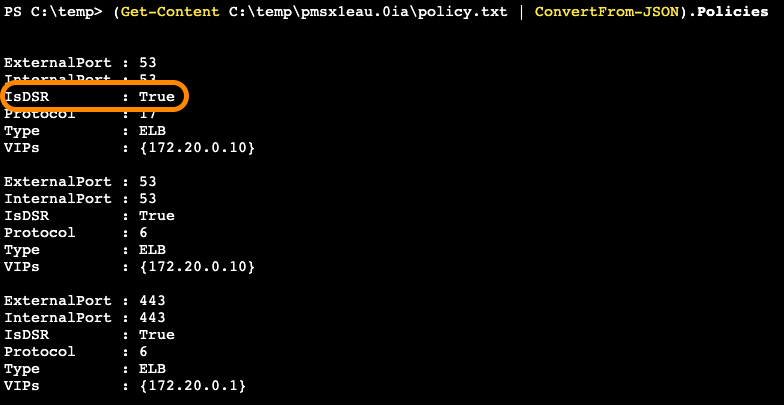 PS C:\temp> (Get-Content C:\temp\pmsx1eau.0ia\policy.txt | ConvertFrom-JSON).Policies
ExternalPort : 53
InternalPort : 53
IsDSR : True
Protocol : 17
Type : ELB
VIPs : {172.20.0.10}
ExternalPort : 53
InternalPort : 53
IsDSR : True
Protocol : 6
Type : ELB
VIPs : {172.20.0.10}
ExternalPort : 443
InternalPort : 443
IsDSR : True
Protocol : 6
Type : ELB
VIPs : {172.20.0.1}